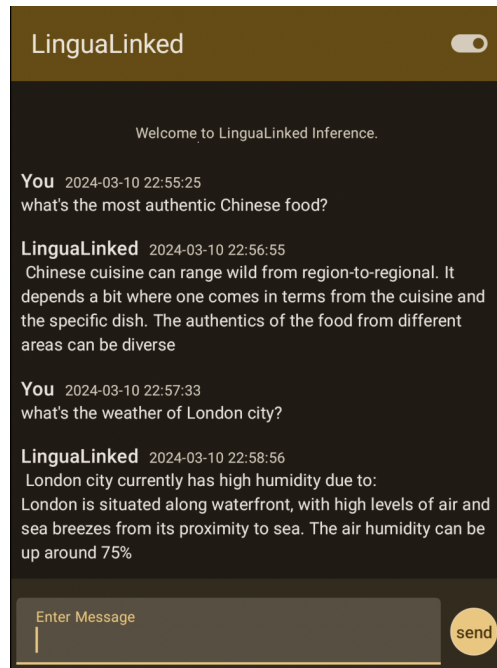 LinguaLinked
Welcome to LinguaLinked Inference.
You 2024-03-10 22:55:25
what's the most authentic Chinese food?
LinguaLinked 2024-03-10 22:56:55
Chinese cuisine can range wild from region-to-regional. It
depends a bit where one comes in terms from the cuisine and
the specific dish. The authentics of the food from different
areas can be diverse
You 2024-03-10 22:57:33
what's the weather of London city?
LinguaLinked 2024-03-10 22:58:56
London city currently has high humidity due to:
London is situated along waterfront, with high levels of air and
sea breezes from its proximity to sea. The air humidity can be
up around 75%
Enter Message
send